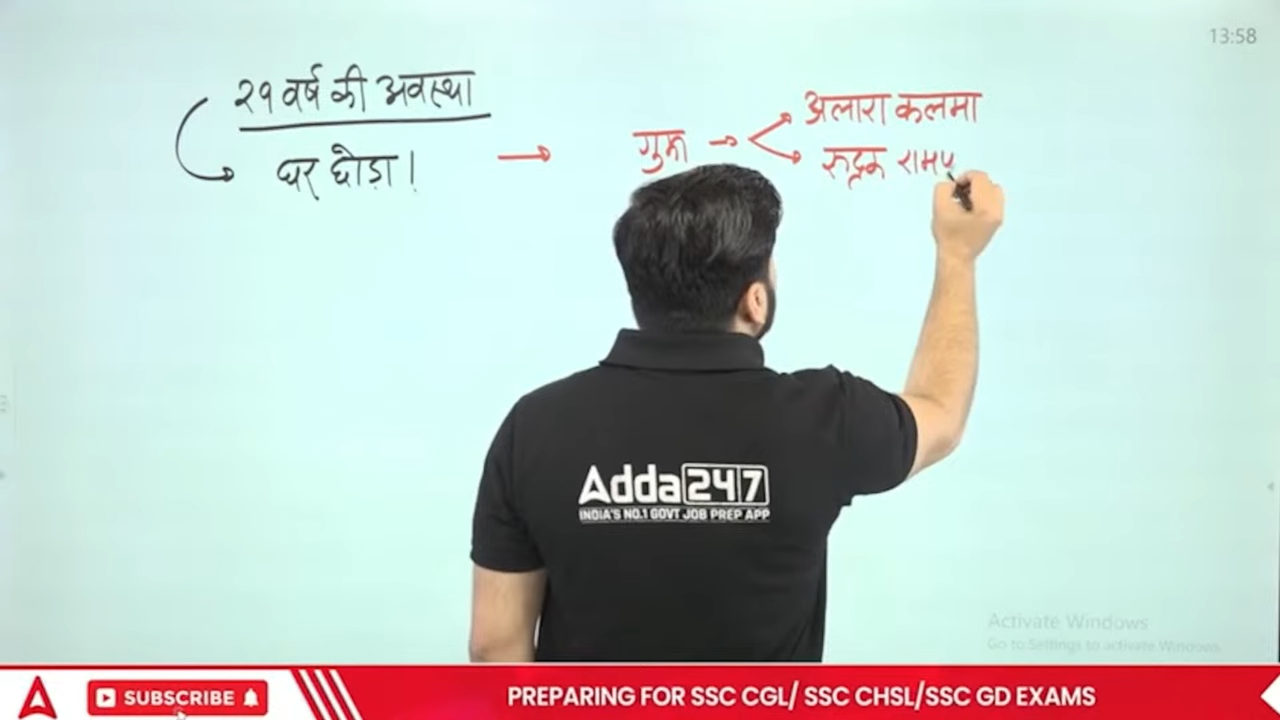 13:58
२९ वर्ष की अवस्था
घर छोड़ा!
गुरू
अलारा कलमा
रुद्रक रामप
Adda247
INDIA'S NO.1 GOVT JOB PREP APP
Activate Windows
Go to Settings to activate Windows.
SUBSCRIBE
PREPARING FOR SSC CGL/ SSC CHSL/SSC GD EXAMS